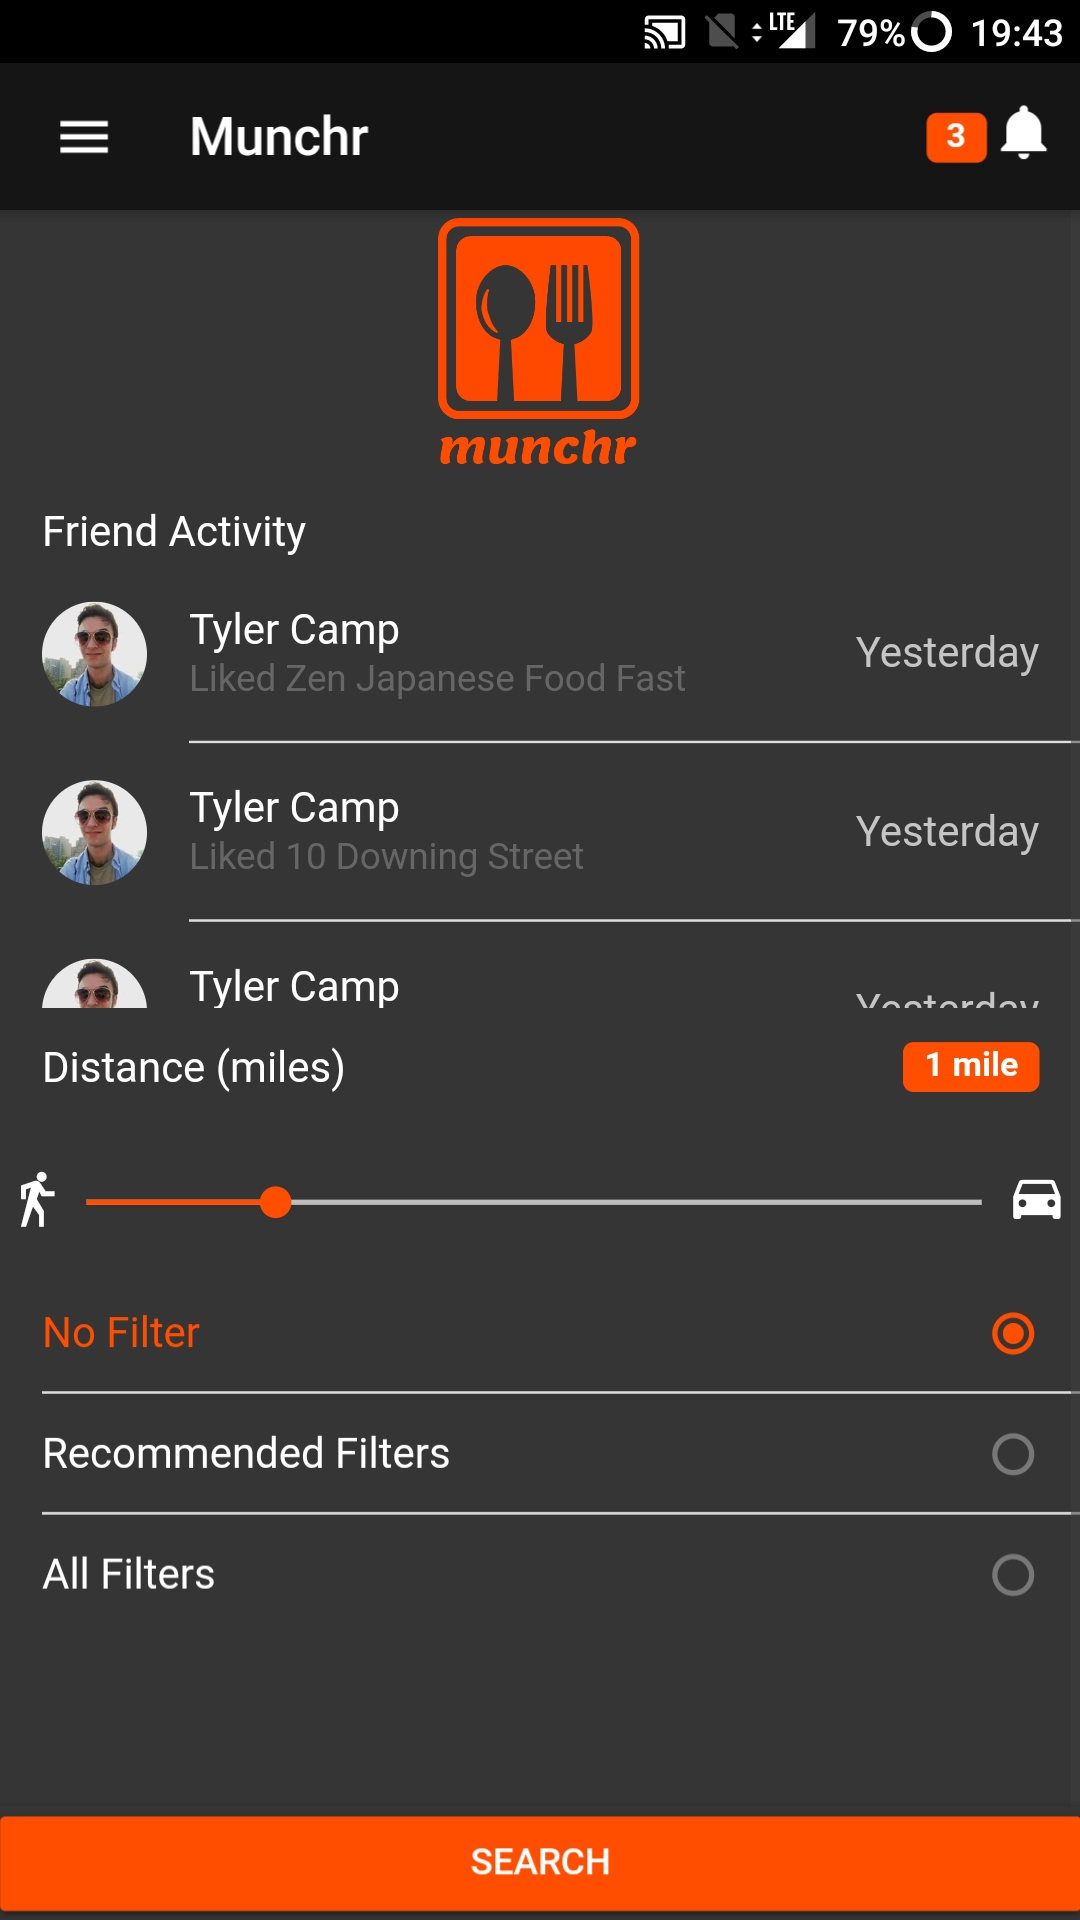 LTE 79% 19:43
Munchr 3
munchr
Friend Activity
Tyler Camp
Liked Zen Japanese Food Fast
Yesterday
Tyler Camp
Liked 10 Downing Street
Yesterday
Tyler Camp
Yesterday
Distance (miles) 1 mile
No Filter
Recommended Filters
All Filters
SEARCH